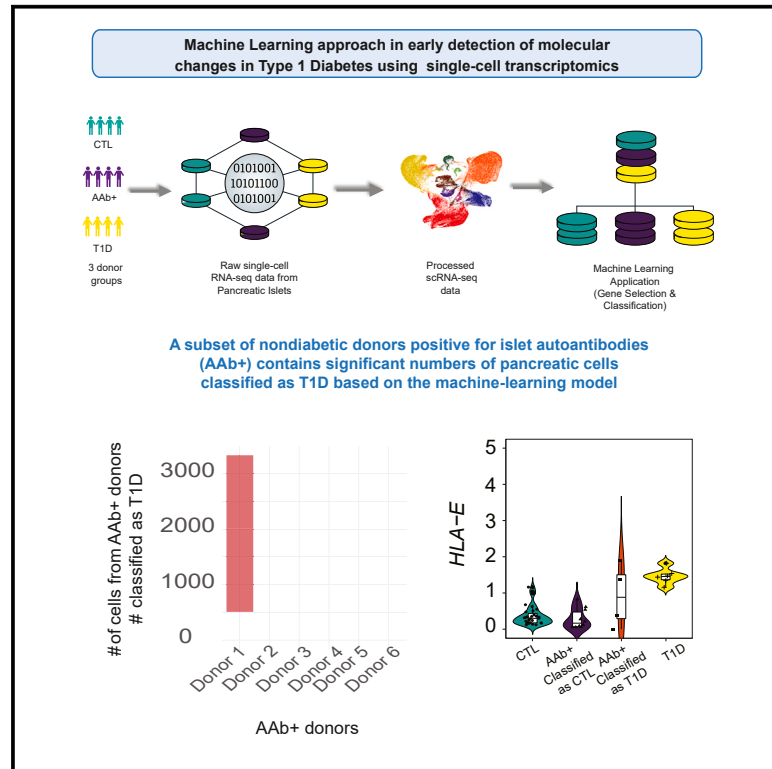 Machine Learning approach in early detection of molecular
changes in Type 1 Diabetes using single-cell transcriptomics
CTL
AAb+
T1D
3 donor
groups
0101001
10101100
0101001
Raw single-cell
RNA-seq data from
Pancreatic Islets
Processed
scRNA-seq
data
Machine Learning
Application
(Gene Selection &
Classification)
A subset of nondiabetic donors positive for islet autoantibodies
(AAb+) contains significant numbers of pancreatic cells
classified as T1D based on the machine-learning model
# of cells from AAb+ donors
# classified as T1D
3000
2000
1000
0
Donor 1
Donor 2
Donor 3
Donor 4
Donor 5
Donor 6
AAb+ donors
HLA-E
5
4
3
2
1
0
CTL
AAb+
Classified
as CTL
AAb+
Classified
as T1D
T1D